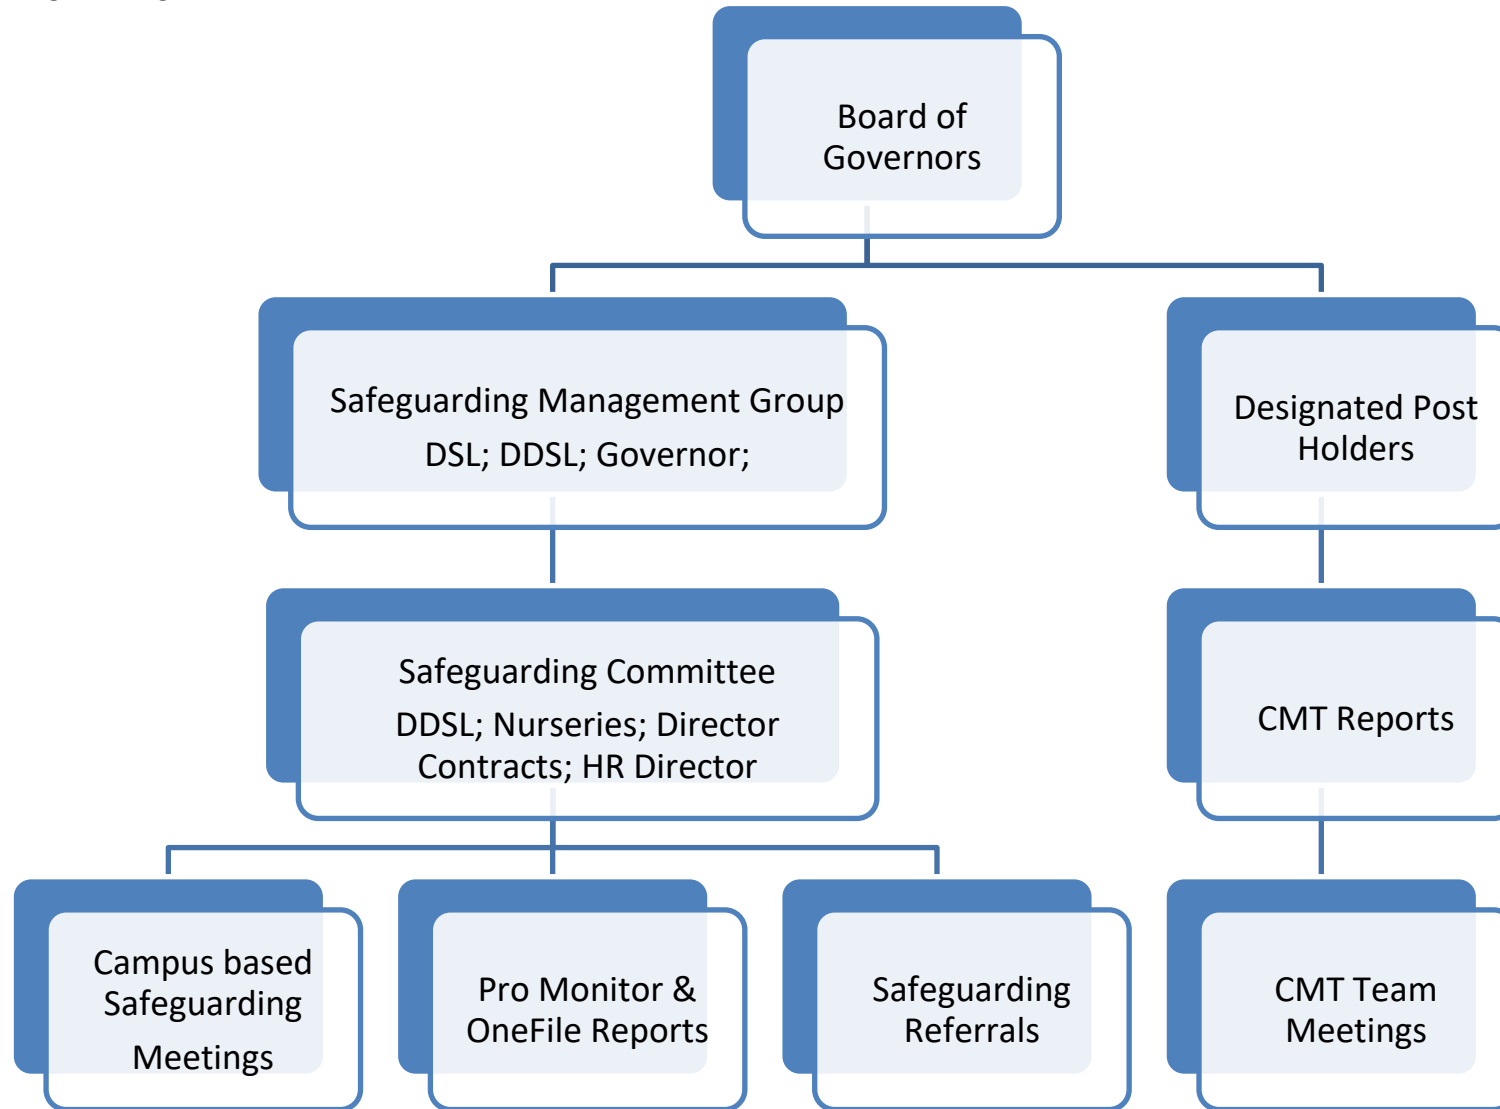 Board of
Governors
Safeguarding Management Group
DSL; DDSL; Governor;
Designated Post
Holders
Safeguarding Committee
DDSL; Nurseries; Director
Contracts; HR Director
CMT Reports
Campus based
Safeguarding
Meetings
Pro Monitor &
OneFile Reports
Safeguarding
Referrals
CMT Team
Meetings